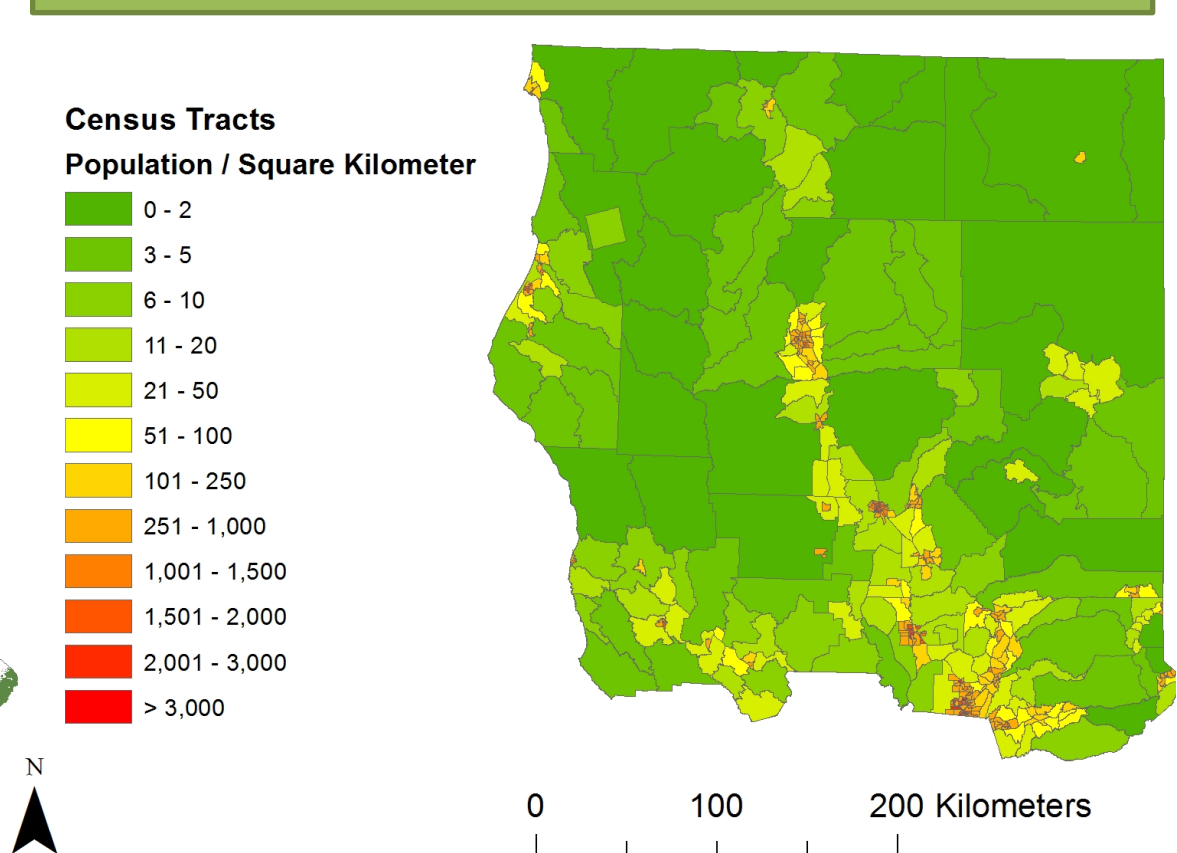 Census Tracts
Population / Square Kilometer
0 - 2
3 - 5
6 - 10
11 - 20
21 - 50
51 - 100
101 - 250
251 - 1,000
1,001 - 1,500
1,501 - 2,000
2,001 - 3,000
> 3,000
N
0 100 200 Kilometers